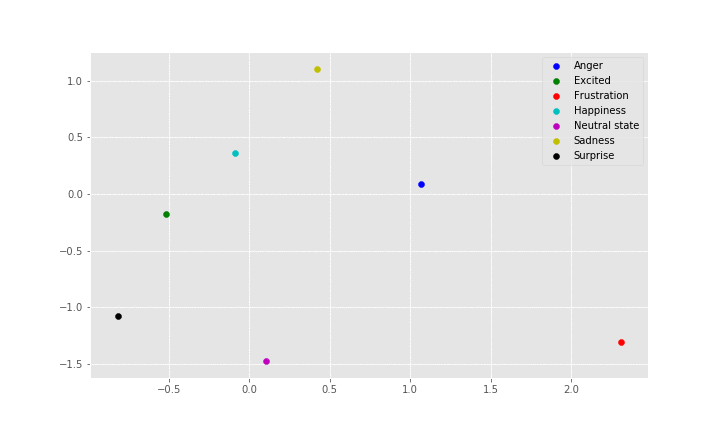 Anger
Excited
Frustration
Happiness
Neutral state
Sadness
Surprise
1.0
0.5
0.0
−0.5
−1.0
−1.5
−0.5
0.0
0.5
1.0
1.5
2.0